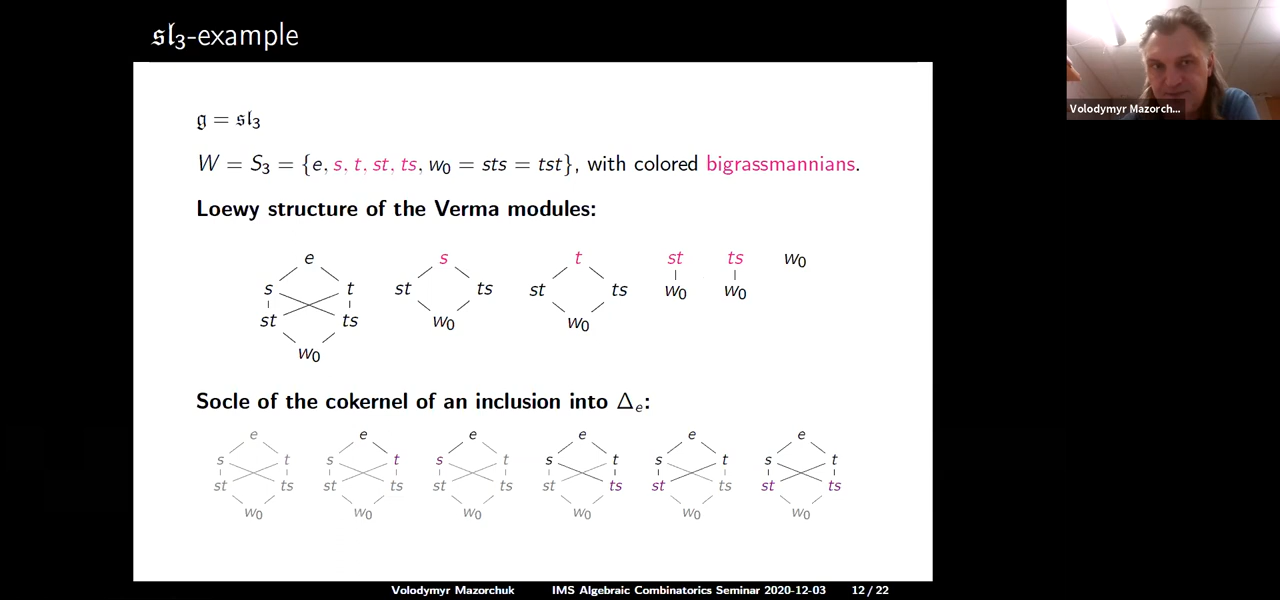 𝔰𝔩₃-example
Volodymyr Mazorch...
𝔤 = 𝔰𝔩₃
W = S₃ = {e, s, t, st, ts, w₀ = sts = tst}, with colored bigrassmannians.
Loewy structure of the Verma modules:
e s t st ts w₀
s t st ts st ts w₀ w₀
st ts w₀ w₀
w₀
Socle of the cokernel of an inclusion into Δₑ:
e e e e e e
s t s t s t s t s t s t
st ts st ts st ts st ts st ts st ts
w₀ w₀ w₀ w₀ w₀ w₀
Volodymyr Mazorchuk IMS Algebraic Combinatorics Seminar 2020-12-03 12 / 22